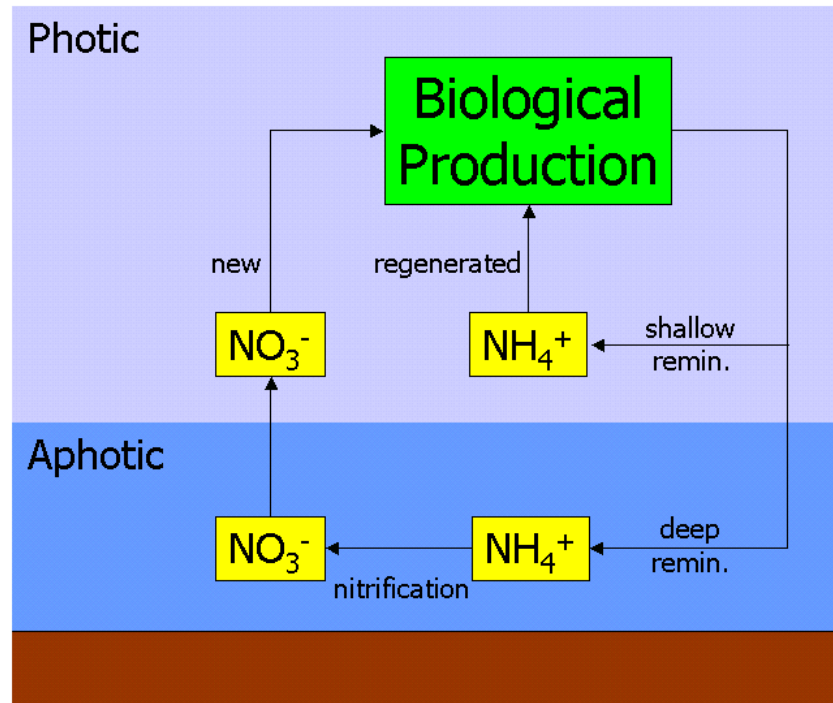 Photic
Biological
Production
new
regenerated
NO₃⁻
NH₄⁺
shallow
remin.
Aphotic
NO₃⁻
NH₄⁺
deep
remin.
nitrification